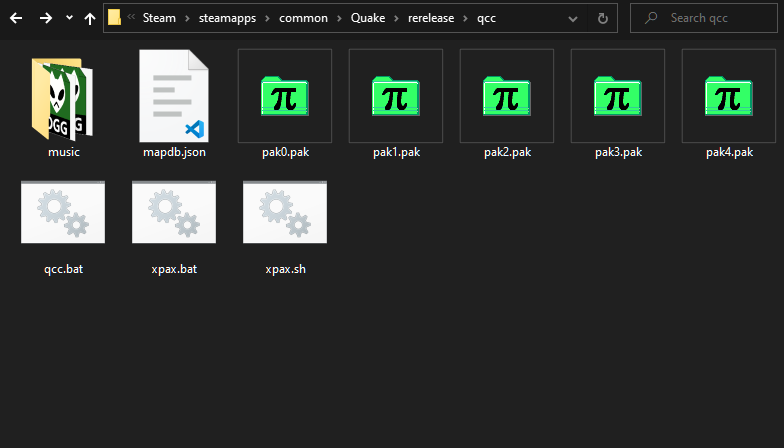 Steam > steamapps > common > Quake > rerelease > qcc
Search qcc
OGG
π π π π π
music mapdb.json pak0.pak pak1.pak pak2.pak pak3.pak pak4.pak
qcc.bat xpax.bat xpax.sh